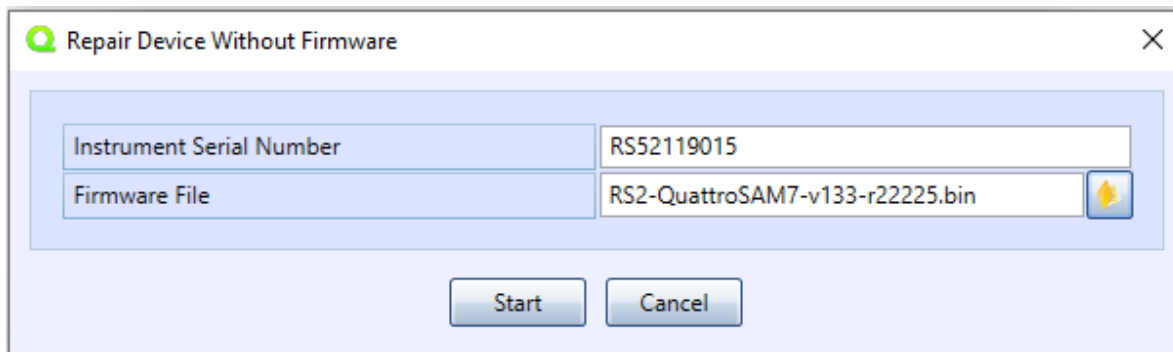 Repair Device Without Firmware
Instrument Serial Number RS52119015
Firmware File RS2-QuattroSAM7-v133-r22225.bin
Start Cancel